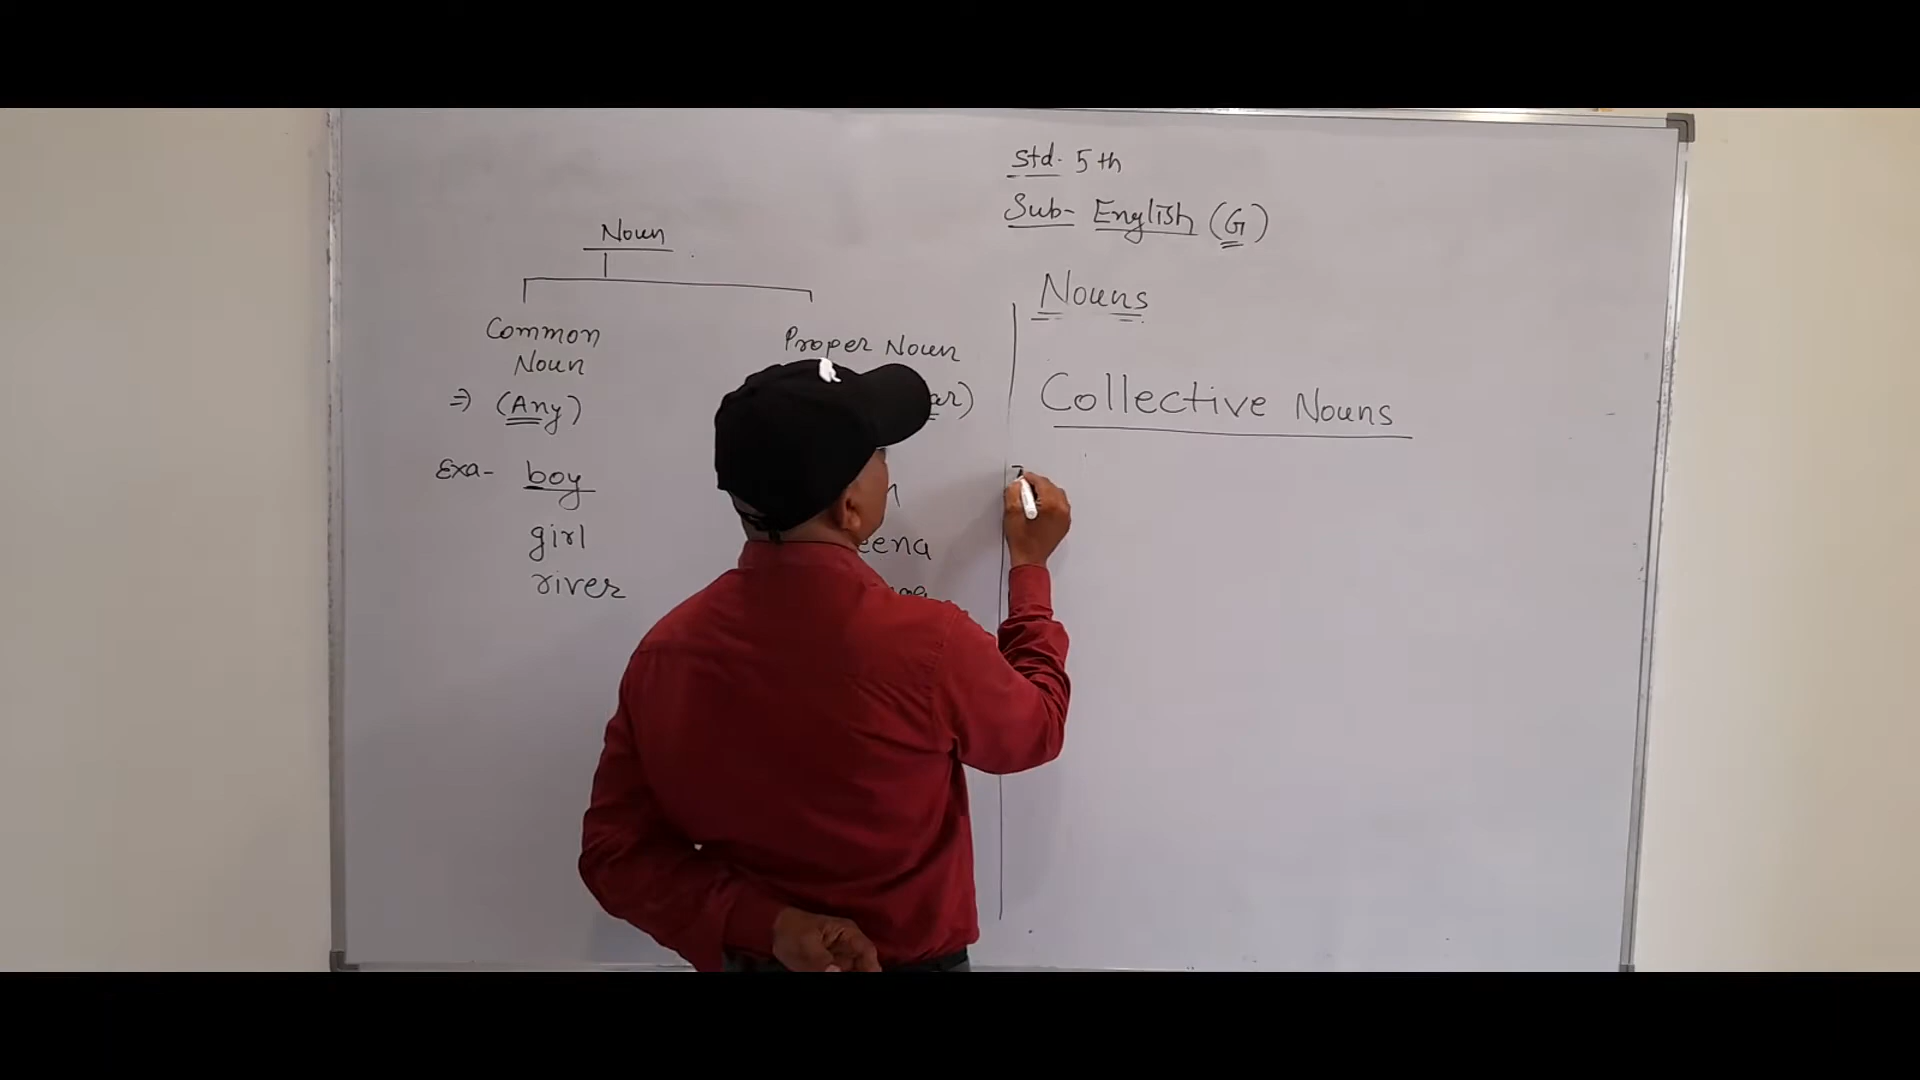 Std. 5th
Sub- English (G)
Noun
Common
Noun
Proper Noun
⇒ (Any)
Exa- boy
girl
river
Nouns
Collective Nouns